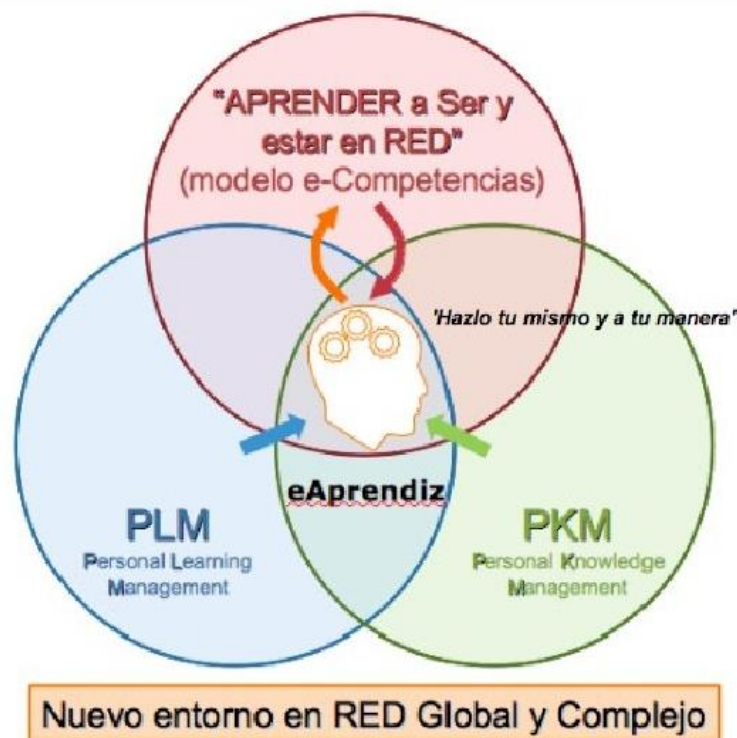 "APRENDER a Ser y
estar en RED"
(modelo e-Competencias)
'Hazlo tu mismo y a tu manera"
eAprendiz
PLM
Personal Learning
Management
PKM
Personal Knowledge
Management
Nuevo entorno en RED Global y Complejo